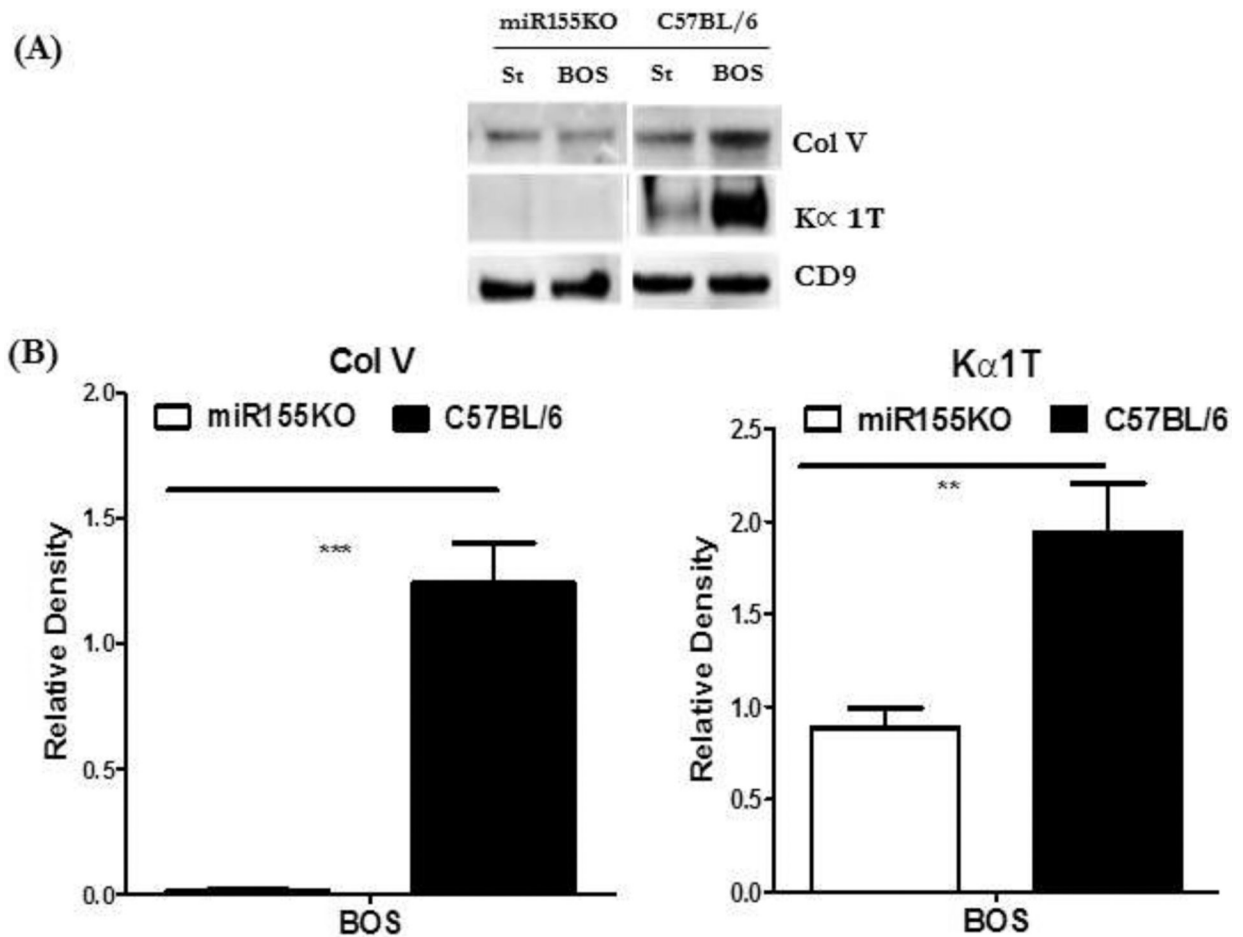 (A)
miR155KO C57BL/6
St BOS St BOS
Col V
K∝ 1T
CD9
(B)
Col V
2.0
miR155KO C57BL/6
1.5
***
1.0
0.5
0.0
Relative Density
BOS
Kα1T
miR155KO C57BL/6
2.5
**
2.0
1.5
1.0
0.5
0.0
Relative Density
BOS